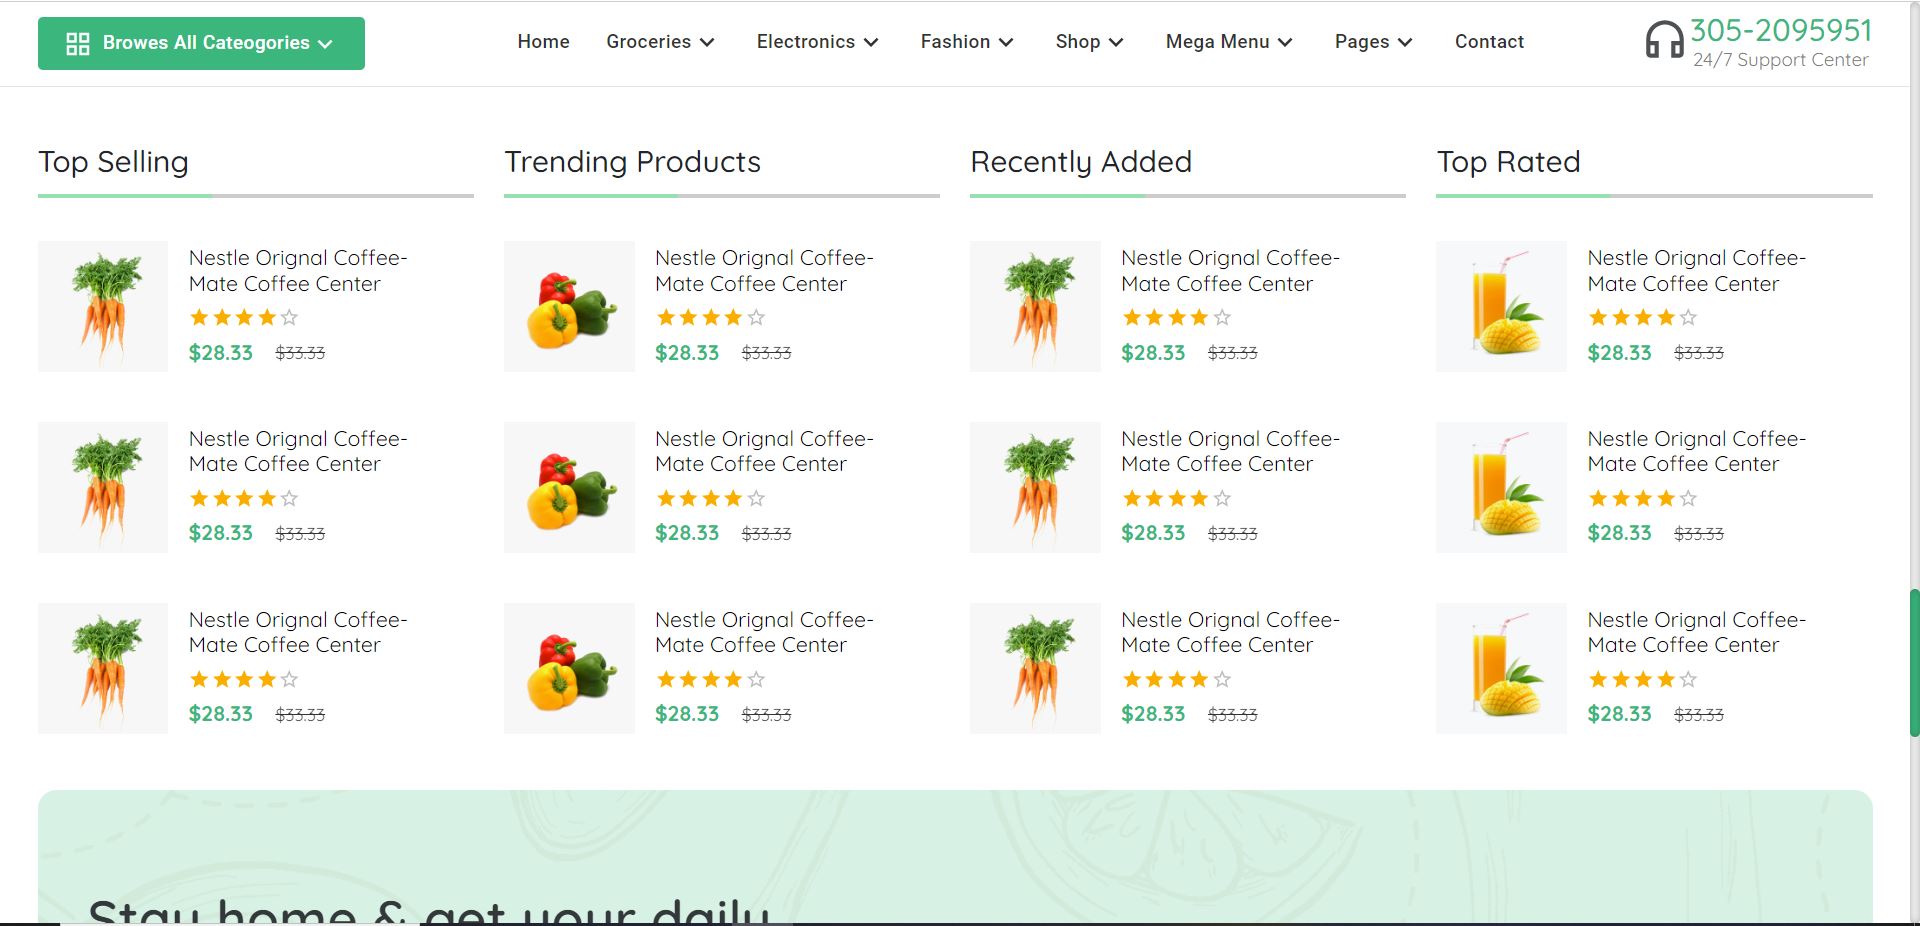 Browes All Cateogories
Home Groceries Electronics Fashion Shop Mega Menu Pages Contact
305-2095951
24/7 Support Center
Top Selling
Nestle Orignal Coffee-
Mate Coffee Center
$28.33 $33.33
Nestle Orignal Coffee-
Mate Coffee Center
$28.33 $33.33
Nestle Orignal Coffee-
Mate Coffee Center
$28.33 $33.33
Trending Products
Nestle Orignal Coffee-
Mate Coffee Center
$28.33 $33.33
Nestle Orignal Coffee-
Mate Coffee Center
$28.33 $33.33
Nestle Orignal Coffee-
Mate Coffee Center
$28.33 $33.33
Recently Added
Nestle Orignal Coffee-
Mate Coffee Center
$28.33 $33.33
Nestle Orignal Coffee-
Mate Coffee Center
$28.33 $33.33
Nestle Orignal Coffee-
Mate Coffee Center
$28.33 $33.33
Top Rated
Nestle Orignal Coffee-
Mate Coffee Center
$28.33 $33.33
Nestle Orignal Coffee-
Mate Coffee Center
$28.33 $33.33
Nestle Orignal Coffee-
Mate Coffee Center
$28.33 $33.33
Stay home & get your daily